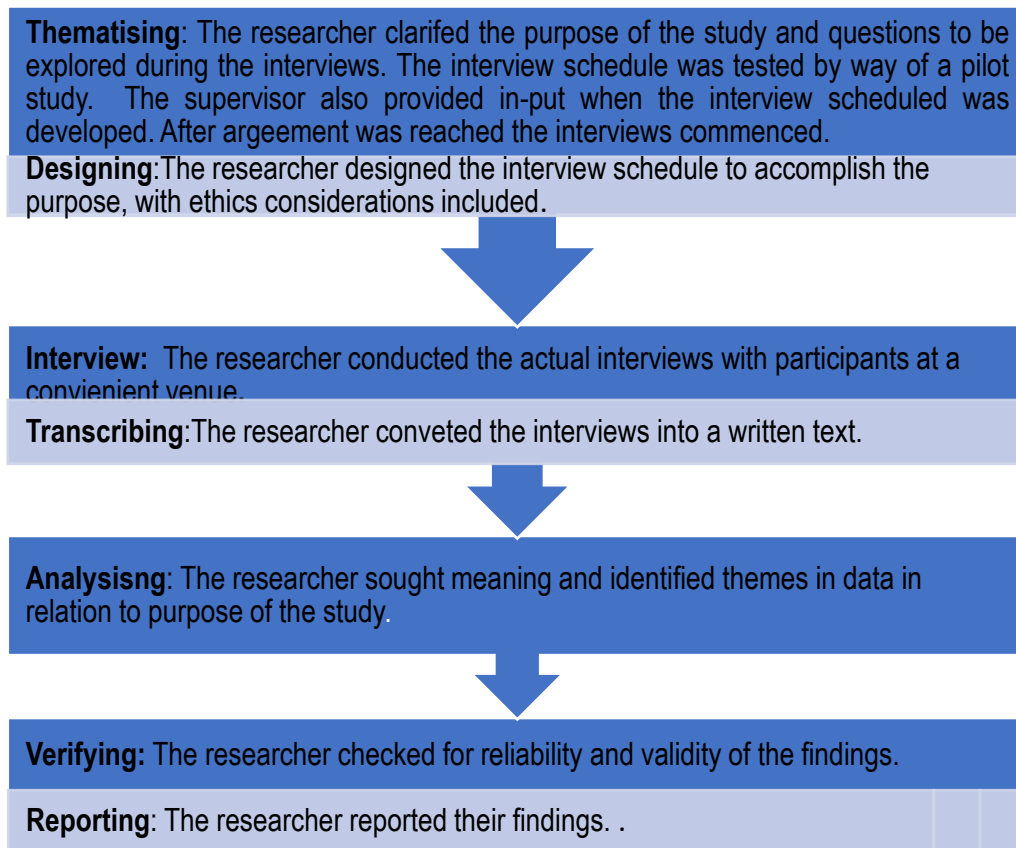 Thematising: The researcher clarifed the purpose of the study and questions to be
explored during the interviews. The interview schedule was tested by way of a pilot
study. The supervisor also provided in-put when the interview scheduled was
developed. After argeement was reached the interviews commenced.
Designing:The researcher designed the interview schedule to accomplish the
purpose, with ethics considerations included.
Interview: The researcher conducted the actual interviews with participants at a
convienient venue.
Transcribing:The researcher conveted the interviews into a written text.
Analysisng: The researcher sought meaning and identified themes in data in
relation to purpose of the study.
Verifying: The researcher checked for reliability and validity of the findings.
Reporting: The researcher reported their findings. .